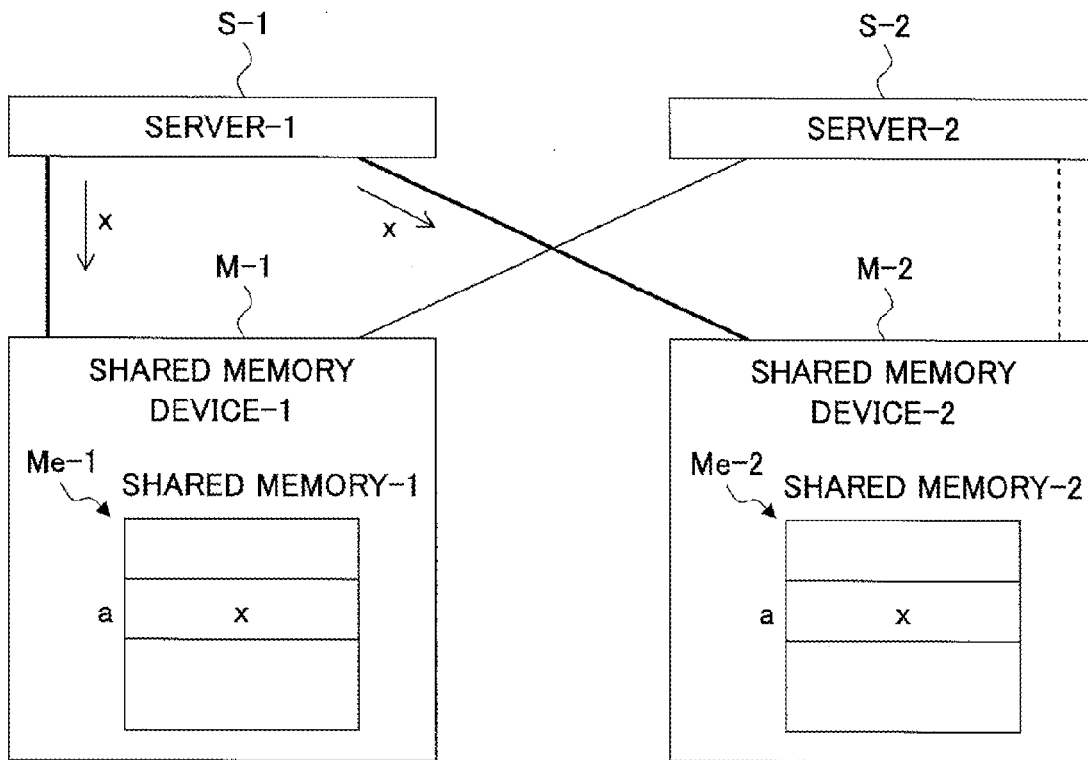 S-1
S-2
SERVER-1
SERVER-2
x
x
M-1
M-2
SHARED MEMORY
DEVICE-1
SHARED MEMORY
DEVICE-2
Me-1
SHARED MEMORY-1
Me-2
SHARED MEMORY-2
a
x
a
x